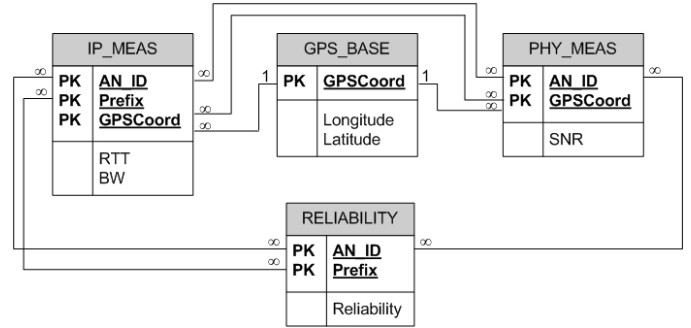 IP_MEAS
PK AN_ID
PK Prefix
PK GPSCoord
RTT
BW
GPS_BASE
PK GPSCoord
Longitude
Latitude
PHY_MEAS
PK AN_ID
PK GPSCoord
SNR
RELIABILITY
PK AN_ID
PK Prefix
Reliability
∞
∞
∞
∞
∞
1
1
∞
∞
∞
∞
∞
∞
∞